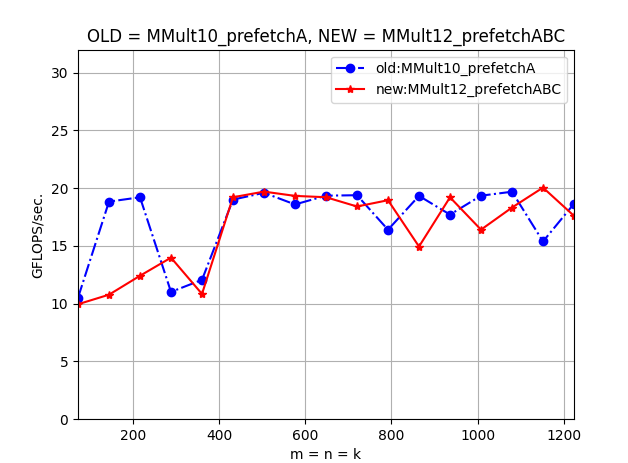 OLD = MMult10_prefetchA, NEW = MMult12_prefetchABC
old:MMult10_prefetchA
new:MMult12_prefetchABC
30
25
20
15
10
5
0
GFLOPS/sec.
200 400 600 800 1000 1200
m = n = k